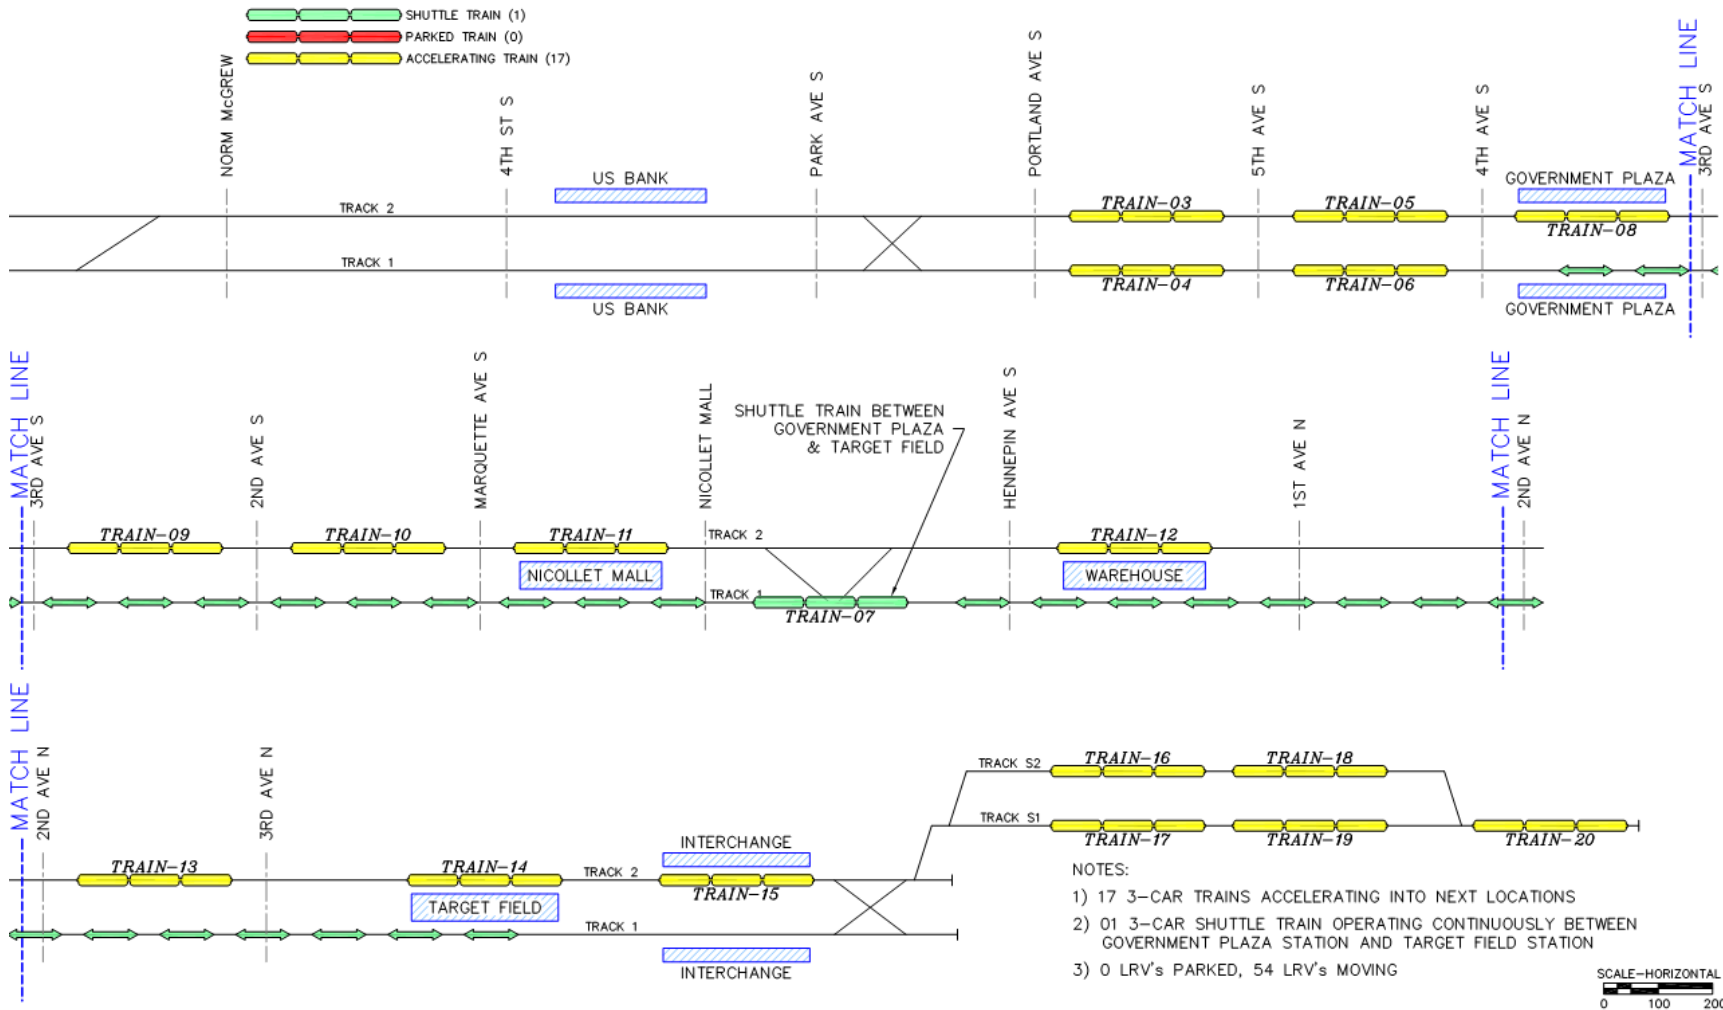 SHUTTLE TRAIN (1)
PARKED TRAIN (0)
ACCELERATING TRAIN (17)
NORM McGREW
4TH ST S
PARK AVE S
PORTLAND AVE S
5TH AVE S
4TH AVE S
MATCH LINE
3RD AVE S
US BANK
GOVERNMENT PLAZA
TRACK 2
TRAIN-03
TRAIN-05
TRAIN-08
TRACK 1
TRAIN-04
TRAIN-06
US BANK
GOVERNMENT PLAZA
MATCH LINE
3RD AVE S
2ND AVE S
MARQUETTE AVE S
NICOLLET MALL
SHUTTLE TRAIN BETWEEN
GOVERNMENT PLAZA
& TARGET FIELD
HENNEPIN AVE S
1ST AVE N
MATCH LINE
2ND AVE N
TRAIN-09
TRAIN-10
TRAIN-11
TRACK 2
TRAIN-12
NICOLLET MALL
WAREHOUSE
TRACK 1
TRAIN-07
MATCH LINE
2ND AVE N
3RD AVE N
TRACK S2
TRAIN-16
TRAIN-18
TRACK S1
TRAIN-17
TRAIN-19
TRAIN-20
INTERCHANGE
TRAIN-13
TRAIN-14
TRACK 2
TRAIN-15
TARGET FIELD
TRACK 1
INTERCHANGE
NOTES:
1) 17 3-CAR TRAINS ACCELERATING INTO NEXT LOCATIONS
2) 01 3-CAR SHUTTLE TRAIN OPERATING CONTINUOUSLY BETWEEN
GOVERNMENT PLAZA STATION AND TARGET FIELD STATION
3) 0 LRV's PARKED, 54 LRV's MOVING
SCALE-HORIZONTAL
0 100 200